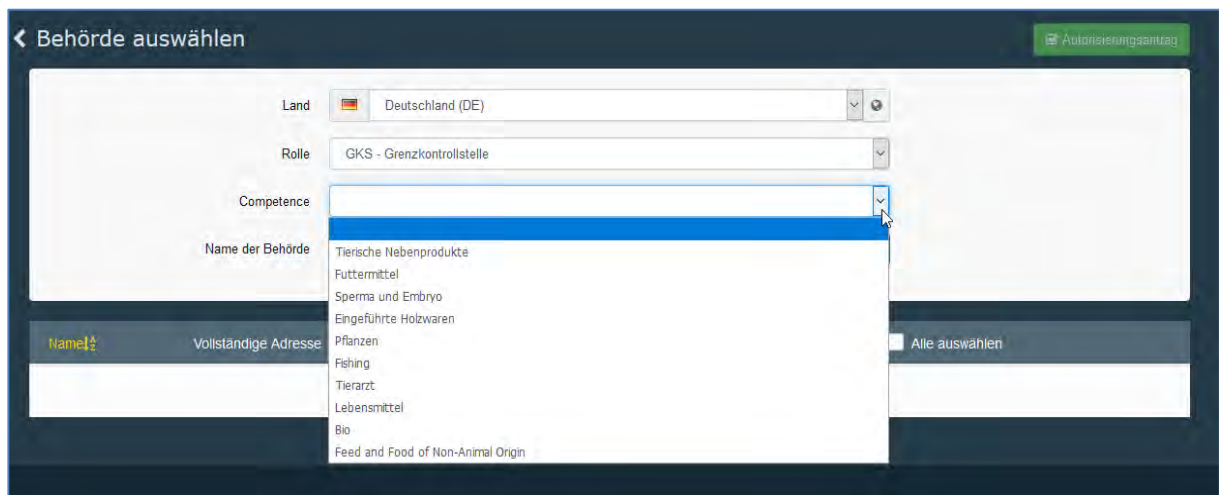 Behörde auswählen
Autorisierungsantrag
Land
Deutschland (DE)
Rolle
GKS - Grenzkontrollstelle
Competence
Name der Behörde
Tierische Nebenprodukte
Futtermittel
Sperma und Embryo
Eingeführte Holzwaren
Pflanzen
Fishing
Tierarzt
Lebensmittel
Bio
Feed and Food of Non-Animal Origin
Name Vollständige Adresse Alle auswählen